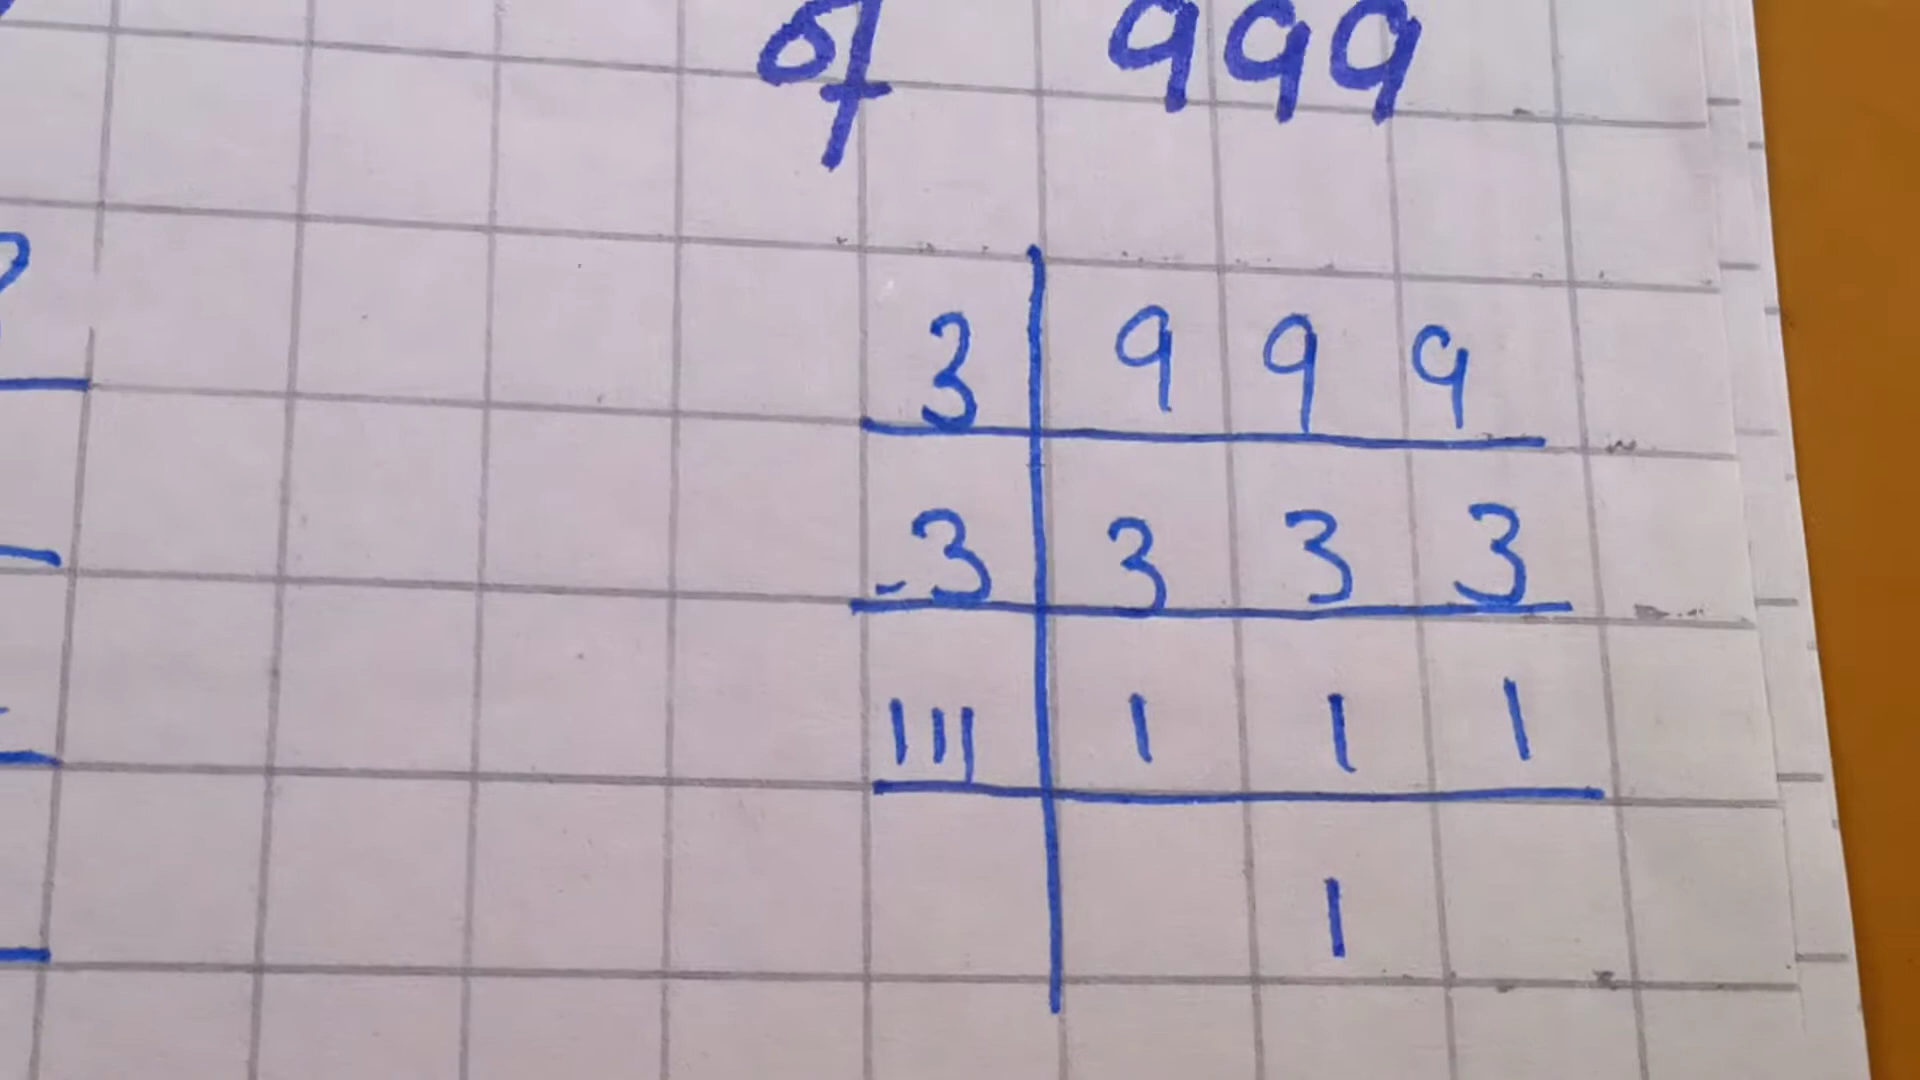 of 999
3 | 9 9 9
3 | 3 3 3
111 | 1 1 1
1